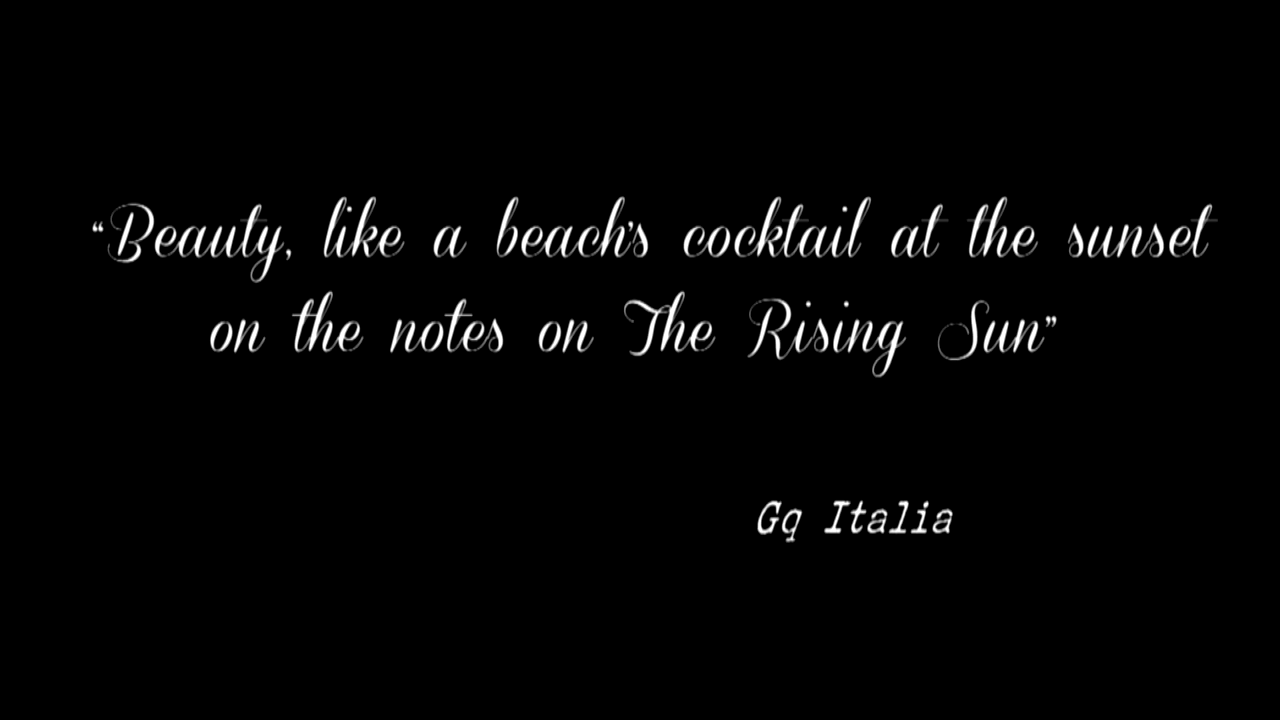 “Beauty, like a beach's cocktail at the sunset
on the notes on The Rising Sun”
Gq Italia